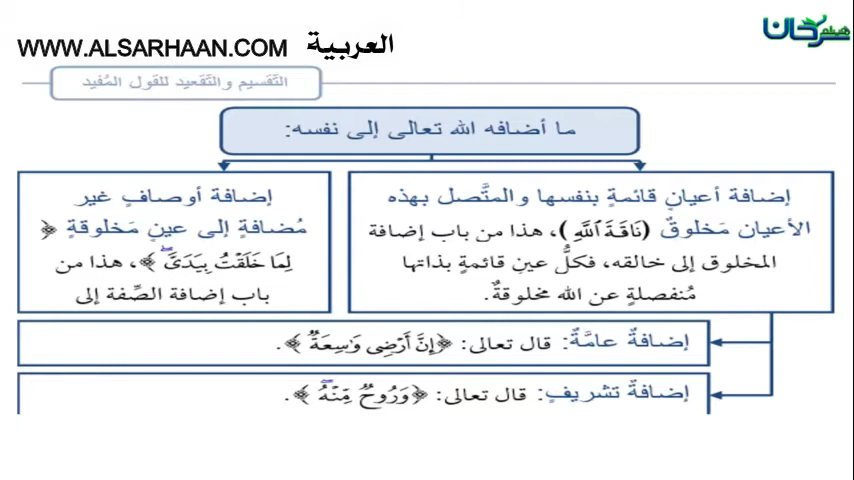 WWW.ALSARHAAN.COM العربية
هيثم سرحان
التقسيم والتقعيد للقول المفيد
ما أضافه الله تعالى إلى نفسه:
إضافة أعيانٍ قائمةٍ بنفسها والمتَّصل بهذه
الأعيان مَخلوقٌ (نَاقَةَ ٱللَّهِ)، هذا من باب إضافة
المخلوق إلى خالقه، فكلُّ عينٍ قائمةٍ بذاتها
مُنفصلةٍ عن الله مخلوقةٌ.
إضافة أوصافٍ غير
مُضافةٍ إلى عينٍ مَخلوقةٍ ﴿
لِمَا خَلَقْتُ بِيَدَىَّ ۖ ﴾، هذا من
باب إضافة الصِّفة إلى
إضافةٌ عامَّةٌ: قال تعالى: ﴿إِنَّ أَرْضِى وَٰسِعَةٌ ﴾.
إضافةُ تشريفٍ: قال تعالى: ﴿وَرُوحٌ مِّنْهُ ۖ ﴾.